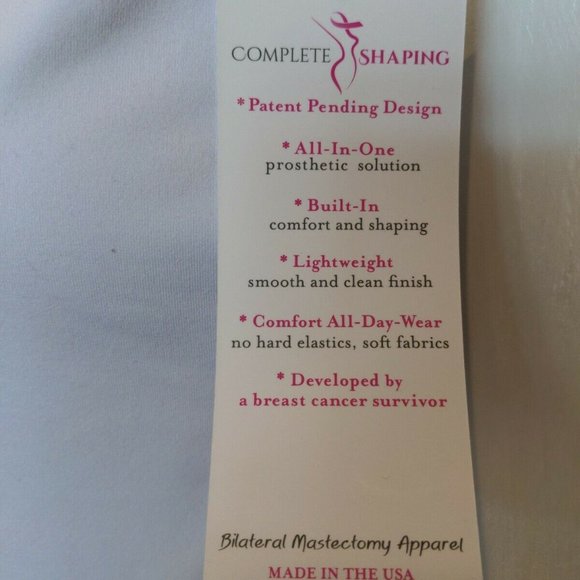 COMPLETE SHAPING
* Patent Pending Design
* All-In-One
prosthetic solution
* Built-In
comfort and shaping
* Lightweight
smooth and clean finish
* Comfort All-Day-Wear
no hard elastics, soft fabrics
* Developed by
a breast cancer survivor
Bilateral Mastectomy Apparel
MADE IN THE USA